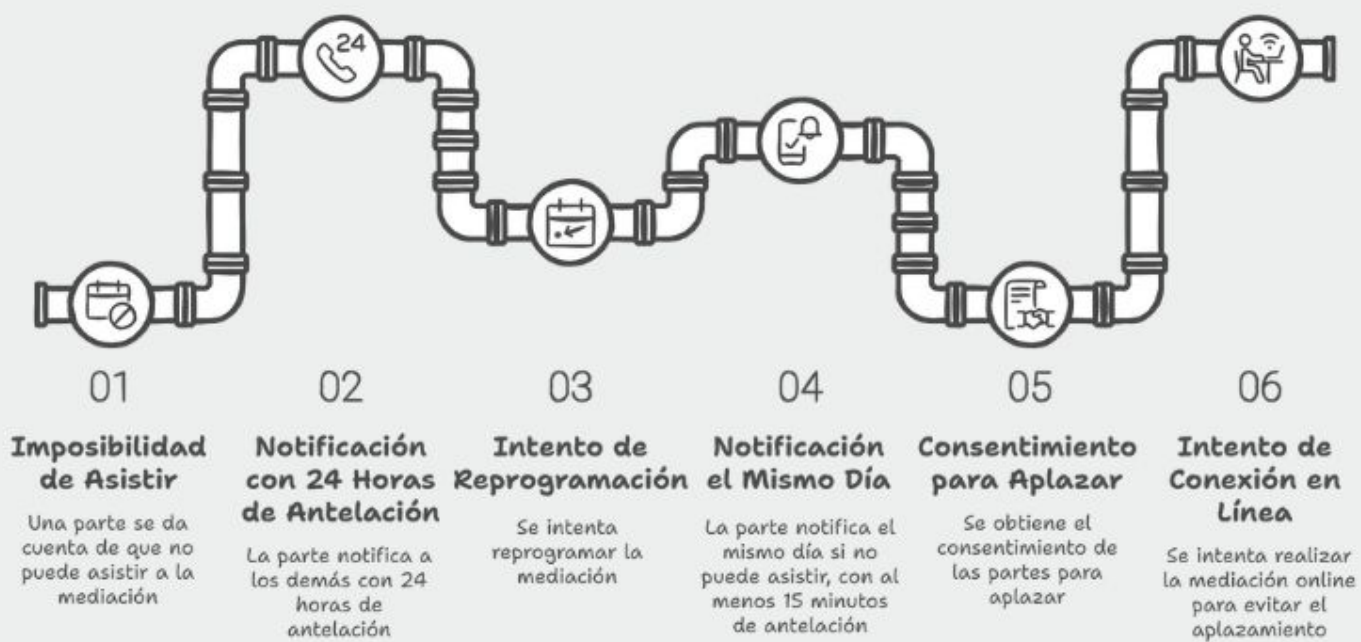 24
01
Imposibilidad
de Asistir
Una parte se da
cuenta de que no
puede asistir a la
mediación
02
Notificación
con 24 Horas
de Antelación
La parte notifica a
los demás con 24
horas de
antelación
03
Intento de
Reprogramación
Se intenta
reprogramar la
mediación
04
Notificación
el Mismo Día
La parte notifica el
mismo día si no
puede asistir, con al
menos 15 minutos
de antelación
05
Consentimiento
para Aplazar
Se obtiene el
consentimiento de
las partes para
aplazar
06
Intento de
Conexión en
Línea
Se intenta realizar
la mediación online
para evitar el
aplazamiento